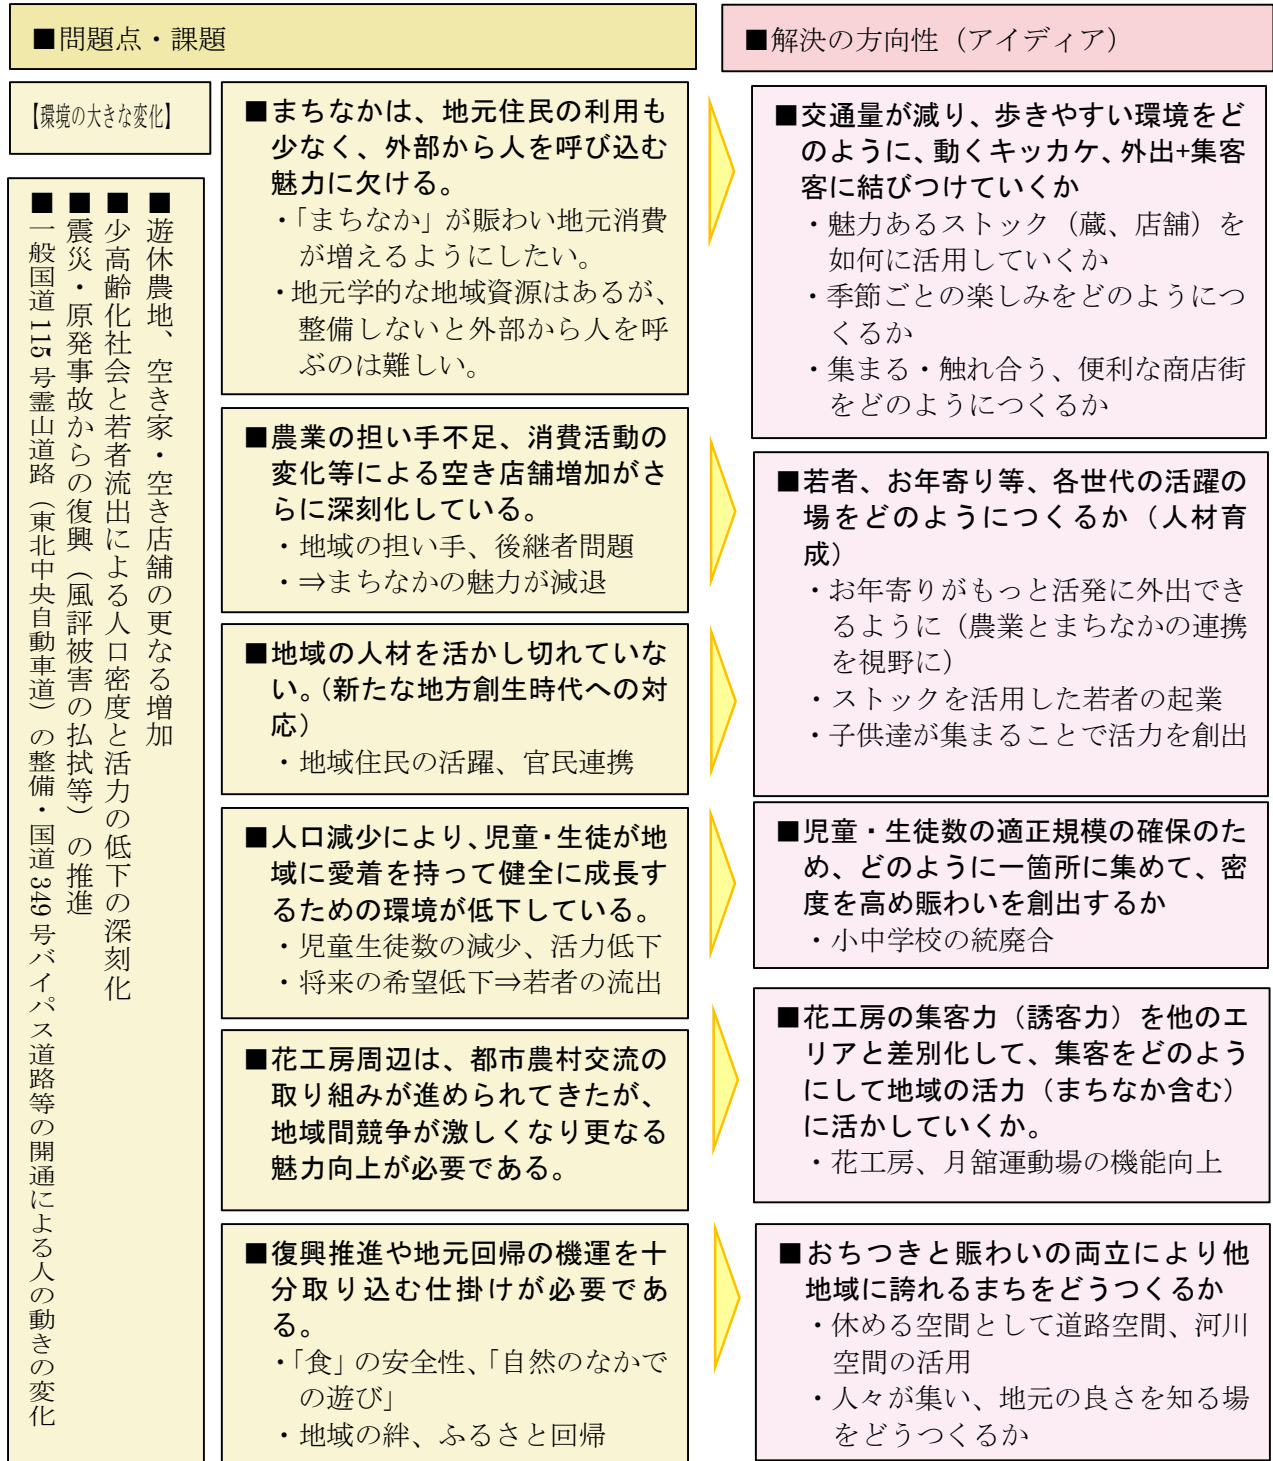 ■問題点・課題
■解決の方向性（アイディア）
【環境の大きな変化】
■遊休農地、空き家・空き店舗の更なる増加
■少高齢化社会と若者流出による人口密度と活力の低下の深刻化
■震災・原発事故からの復興（風評被害の払拭等）の推進
■一般国道115号霊山道路（東北中央自動車道）の整備・国道349号バイパス道路等の開通による人の動きの変化
■まちなかは、地元住民の利用も
少なく、外部から人を呼び込む
魅力に欠ける。
・「まちなか」が賑わい地元消費
が増えるようにしたい。
・地元学的な地域資源はあるが、
整備しないと外部から人を呼
ぶのは難しい。
■交通量が減り、歩きやすい環境をど
のように、動くキッカケ、外出+集客
客に結びつけていくか
・魅力あるストック（蔵、店舗）を
如何に活用していくか
・季節ごとの楽しみをどのようにつ
くるか
・集まる・触れ合う、便利な商店街
をどのようにつくるか
■農業の担い手不足、消費活動の
変化等による空き店舗増加がさ
らに深刻化している。
・地域の担い手、後継者問題
・⇒まちなかの魅力が減退
■地域の人材を活かし切れていな
い。（新たな地方創生時代への対
応）
・地域住民の活躍、官民連携
■若者、お年寄り等、各世代の活躍の
場をどのようにつくるか（人材育
成）
・お年寄りがもっと活発に外出でき
るように（農業とまちなかの連携
を視野に）
・ストックを活用した若者の起業
・子供達が集まることで活力を創出
■人口減少により、児童・生徒が地
域に愛着を持って健全に成長す
るための環境が低下している。
・児童生徒数の減少、活力低下
・将来の希望低下⇒若者の流出
■児童・生徒数の適正規模の確保のた
め、どのように一箇所に集めて、密
度を高め賑わいを創出するか
・小中学校の統廃合
■花工房周辺は、都市農村交流の
取り組みが進められてきたが、
地域間競争が激しくなり更なる
魅力向上が必要である。
■花工房の集客力（誘客力）を他のエ
リアと差別化して、集客をどのよう
にして地域の活力（まちなか含む）
に活かしていくか。
・花工房、月舘運動場の機能向上
■復興推進や地元回帰の機運を十
分取り込む仕掛けが必要であ
る。
・「食」の安全性、「自然のなかで
の遊び」
・地域の絆、ふるさと回帰
■おちつきと賑わいの両立により他
地域に誇れるまちをどうつくるか
・休める空間として道路空間、河川
空間の活用
・人々が集い、地元の良さを知る場
をどうつくるか